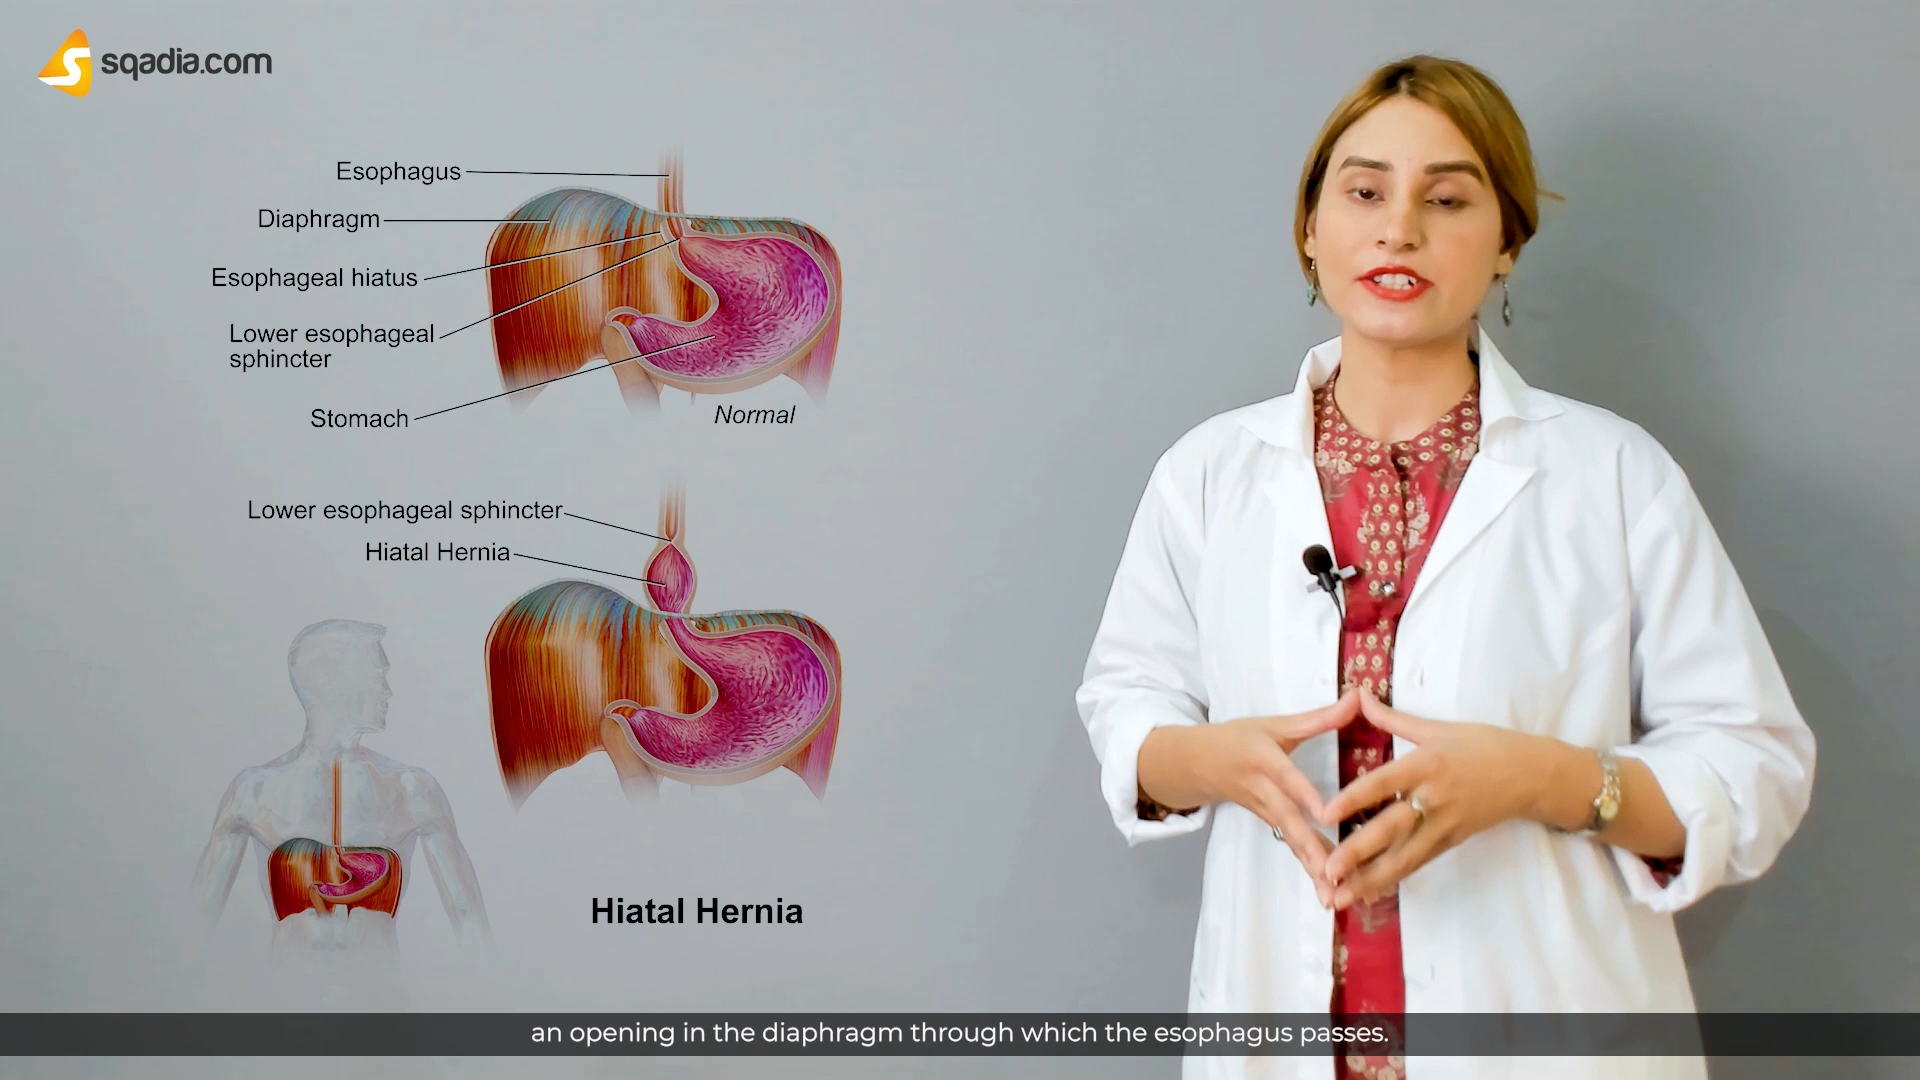 sqadia.com
Esophagus
Diaphragm
Esophageal hiatus
Lower esophageal
sphincter
Stomach
Normal
Lower esophageal sphincter
Hiatal Hernia
Hiatal Hernia
an opening in the diaphragm through which the esophagus passes.